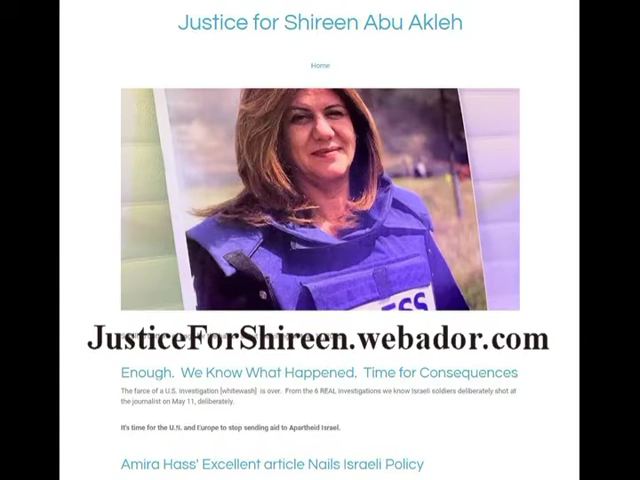 Justice for Shireen Abu Akleh
Home
JusticeForShireen.webador.com
Enough. We Know What Happened. Time for Consequences
The farce of a U.S. investigation [whitewash] is over. From the 6 REAL investigations we know Israeli soldiers deliberately shot at
the journalist on May 11, deliberately.
It's time for the U.N. and Europe to stop sending aid to Apartheid Israel.
Amira Hass' Excellent article Nails Israeli Policy